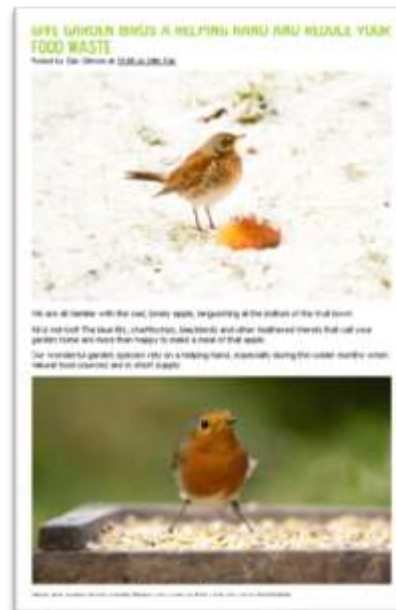 GIVE GARDEN BIRDS A HELPING HAND AND REDUCE YOUR
FOOD WASTE
Posted by
We are all familiar with the sad, lonely apple, languishing at the bottom of the fruit bowl.
All is not lost! The blue tits, chaffinches, blackbirds and other feathered friends that call your
garden home are more than happy to make a meal of that apple.
Our wonderful garden species rely on a helping hand, especially during the colder months when
natural food sources are in short supply.